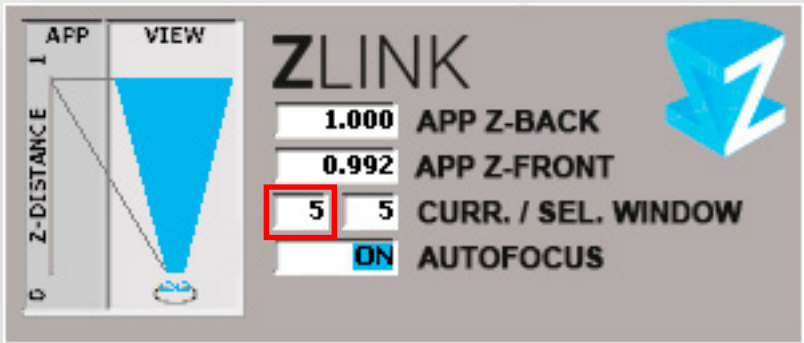 APP VIEW
1
Z-DISTANCE
0
ZLINK
1.000 APP Z-BACK
0.992 APP Z-FRONT
5 5 CURR. / SEL. WINDOW
ON AUTOFOCUS
Z